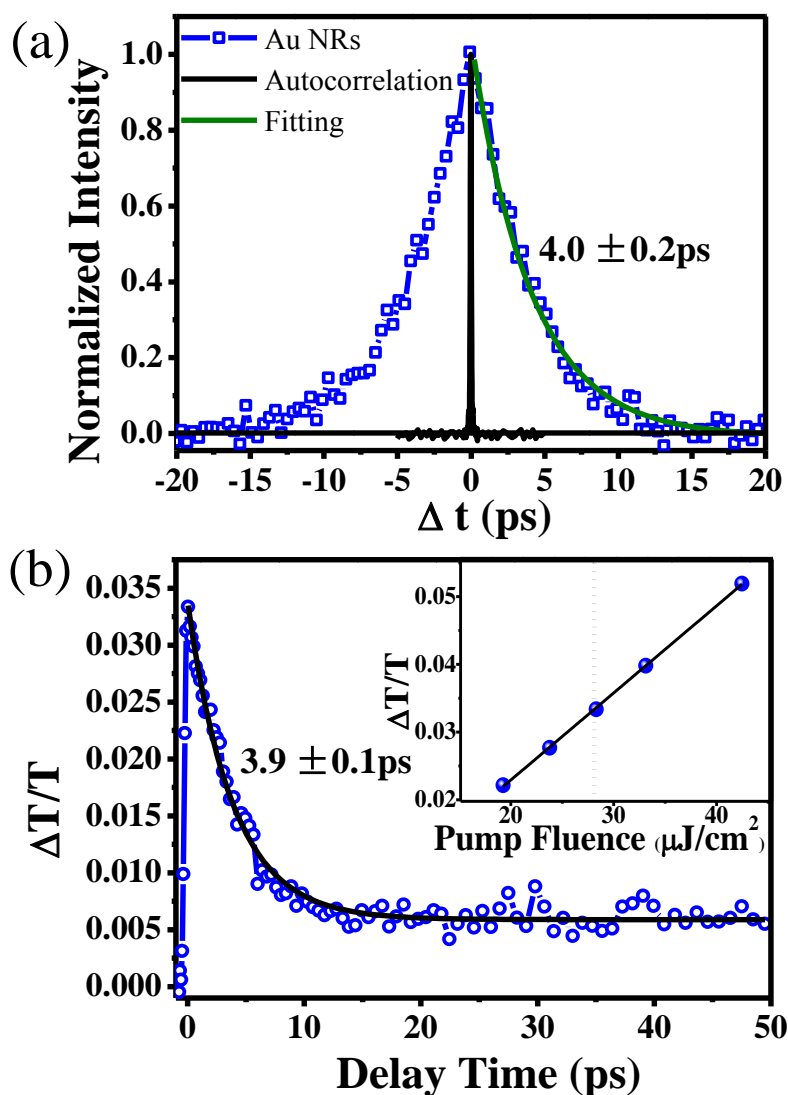 (a)
Au NRs
Autocorrelation
Fitting
1.0
0.8
0.6
0.4
0.2
0.0
Normalized Intensity
4.0 ±0.2ps
-20 -15 -10 -5 0 5 10 15 20
Δ t (ps)
(b)
0.035
0.030
0.025
0.020
0.015
0.010
0.005
0.000
ΔT/T
3.9 ±0.1ps
0.05
0.04
0.03
0.02
ΔT/T
20 30 40
Pump Fluence (μJ/cm²)
0 10 20 30 40 50
Delay Time (ps)